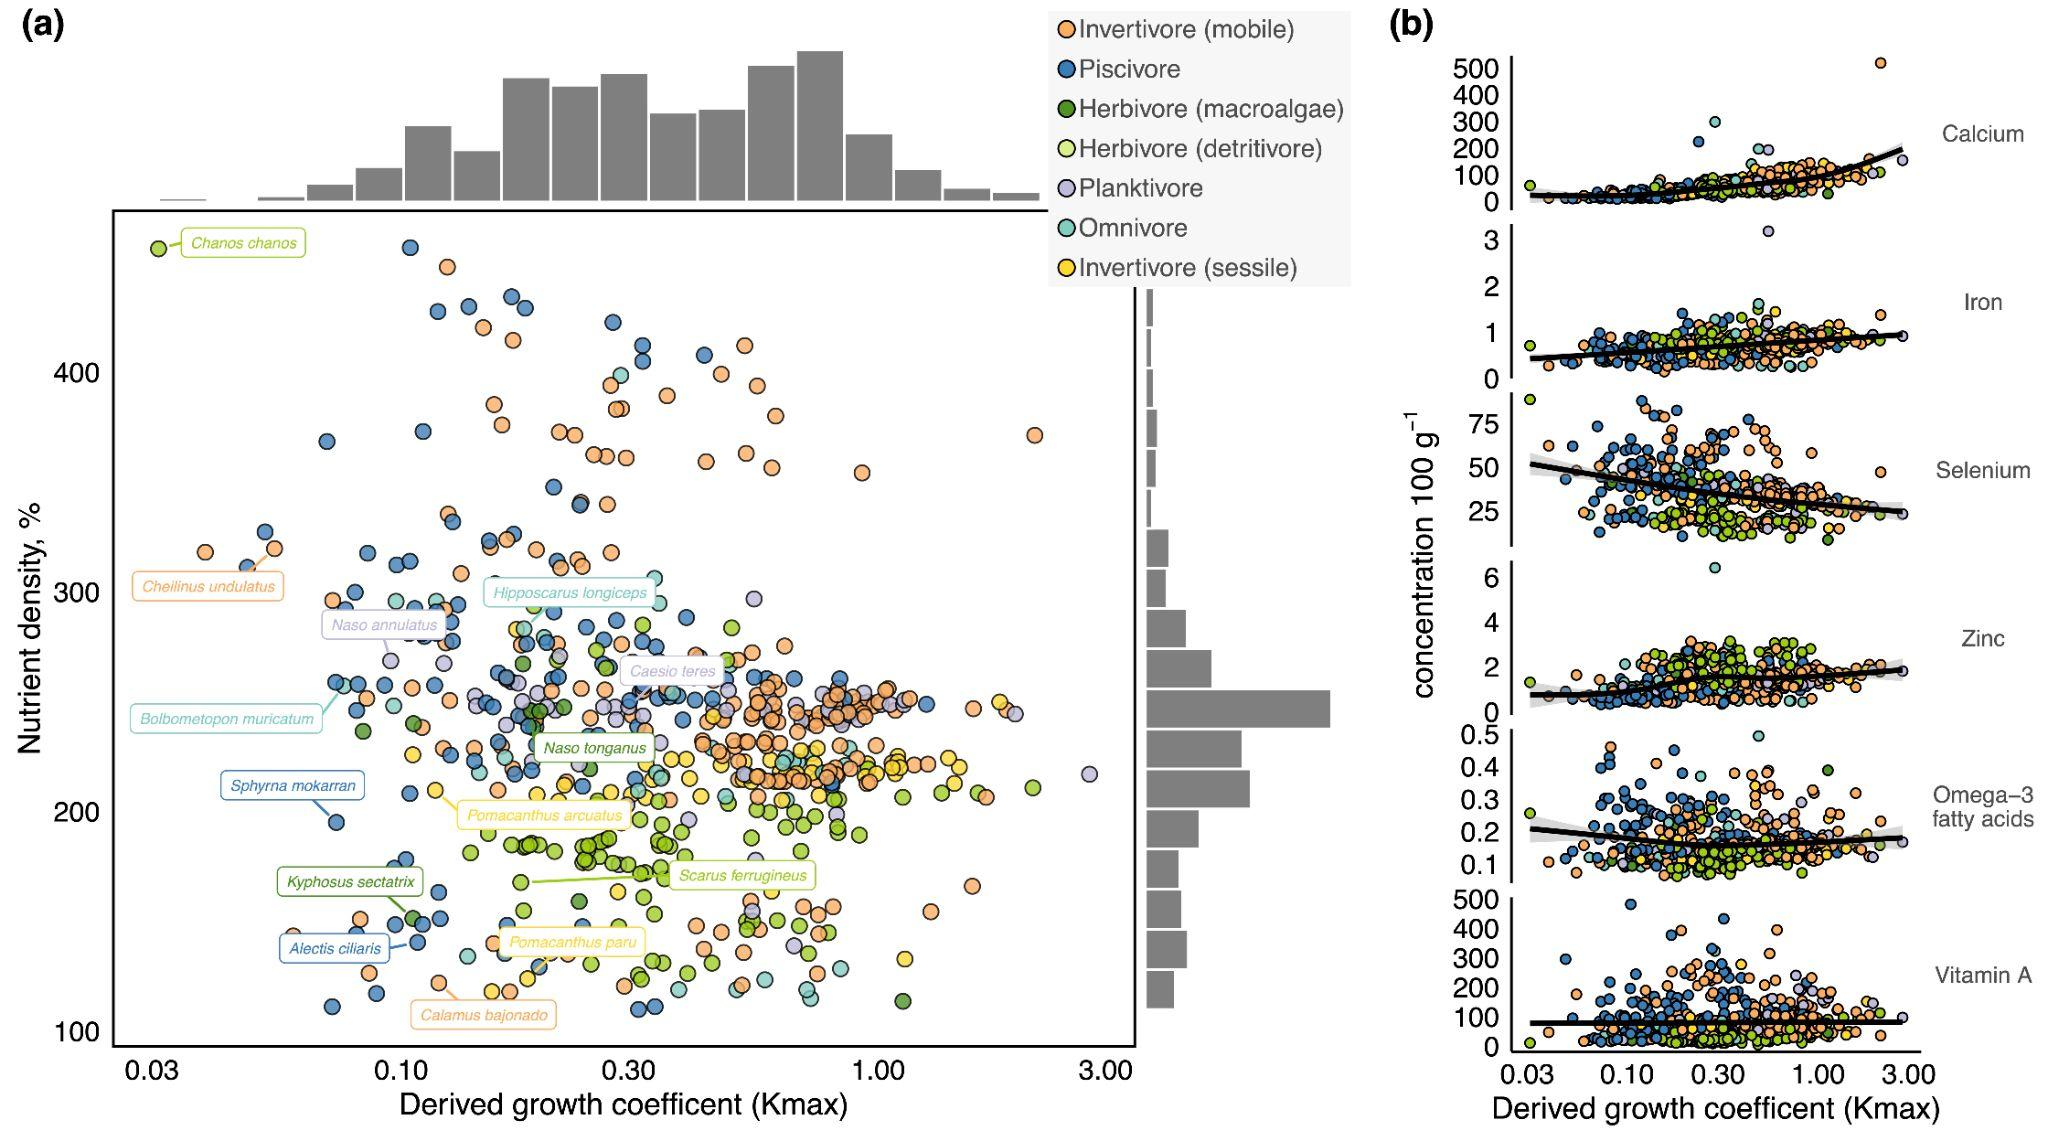 (a)
Invertivore (mobile)
Piscivore
Herbivore (macroalgae)
Herbivore (detritivore)
Planktivore
Omnivore
Invertivore (sessile)
Nutrient density, %
400
300
200
100
Chanos chanos
Cheilinus undulatus
Hipposcarus longiceps
Naso annulatus
Caesio teres
Bolbometopon muricatum
Naso tonganus
Sphyrna mokarran
Pomacanthus arcuatus
Kyphosus sectatrix
Scarus ferrugineus
Alectis ciliaris
Pomacanthus paru
Calamus bajonado
0.03 0.10 0.30 1.00 3.00
Derived growth coefficent (Kmax)
(b)
concentration 100 g⁻¹
500
400
300
200
100
0
Calcium
3
2
1
0
Iron
75
50
25
Selenium
6
4
2
0
Zinc
0.5
0.4
0.3
0.2
0.1
Omega–3
fatty acids
500
400
300
200
100
0
Vitamin A
0.03 0.10 0.30 1.00 3.00
Derived growth coefficent (Kmax)